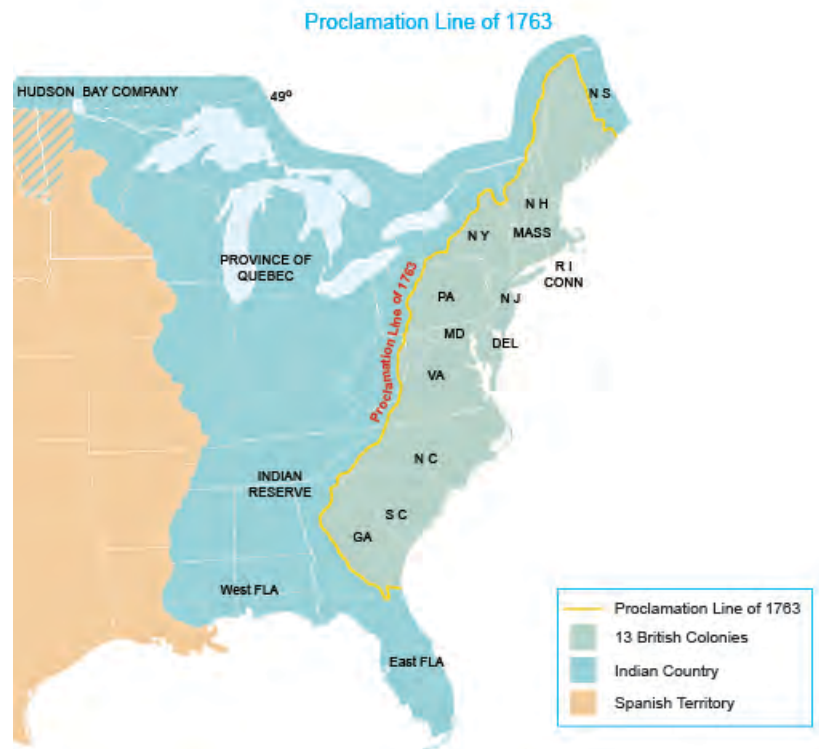 Proclamation Line of 1763
HUDSON BAY COMPANY
49º
N S
N H
N Y
MASS
PROVINCE OF
QUEBEC
R I
CONN
Proclamation Line of 1763
PA
N J
MD
DEL
VA
N C
INDIAN
RESERVE
S C
GA
West FLA
East FLA
Proclamation Line of 1763
13 British Colonies
Indian Country
Spanish Territory